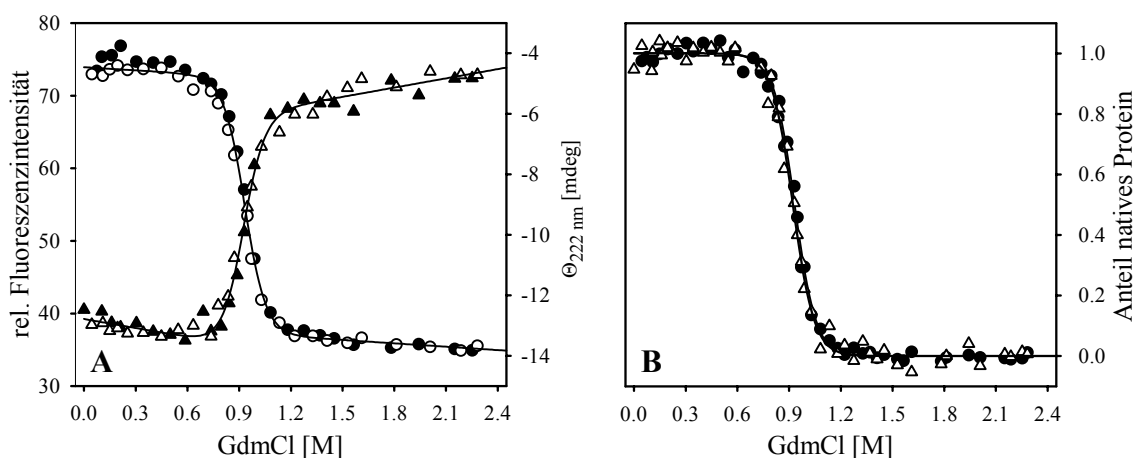 80
70
60
50
40
30
rel. Fluoreszenzintensität
0.0 0.3 0.6 0.9 1.2 1.5 1.8 2.1 2.4
GdmCl [M]
-4
-6
-8
-10
-12
-14
Θ222 nm [mdeg]
A
B
0.0 0.3 0.6 0.9 1.2 1.5 1.8 2.1 2.4
GdmCl [M]
1.0
0.8
0.6
0.4
0.2
0.0
Anteil natives Protein